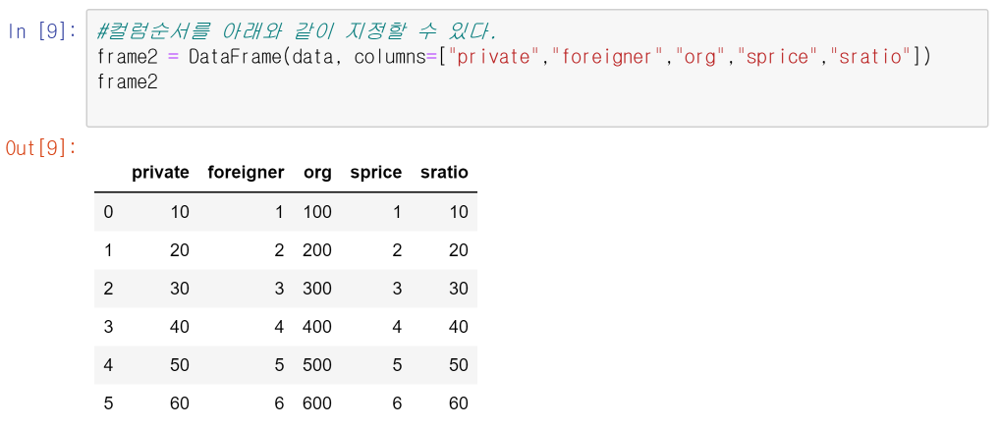 In [9]: #컬럼순서를 아래와 같이 지정할 수 있다.
frame2 = DataFrame(data, columns=["private","foreigner","org","sprice","sratio"])
frame2
Out[9]:
private foreigner org sprice sratio
0 10 1 100 1 10
1 20 2 200 2 20
2 30 3 300 3 30
3 40 4 400 4 40
4 50 5 500 5 50
5 60 6 600 6 60